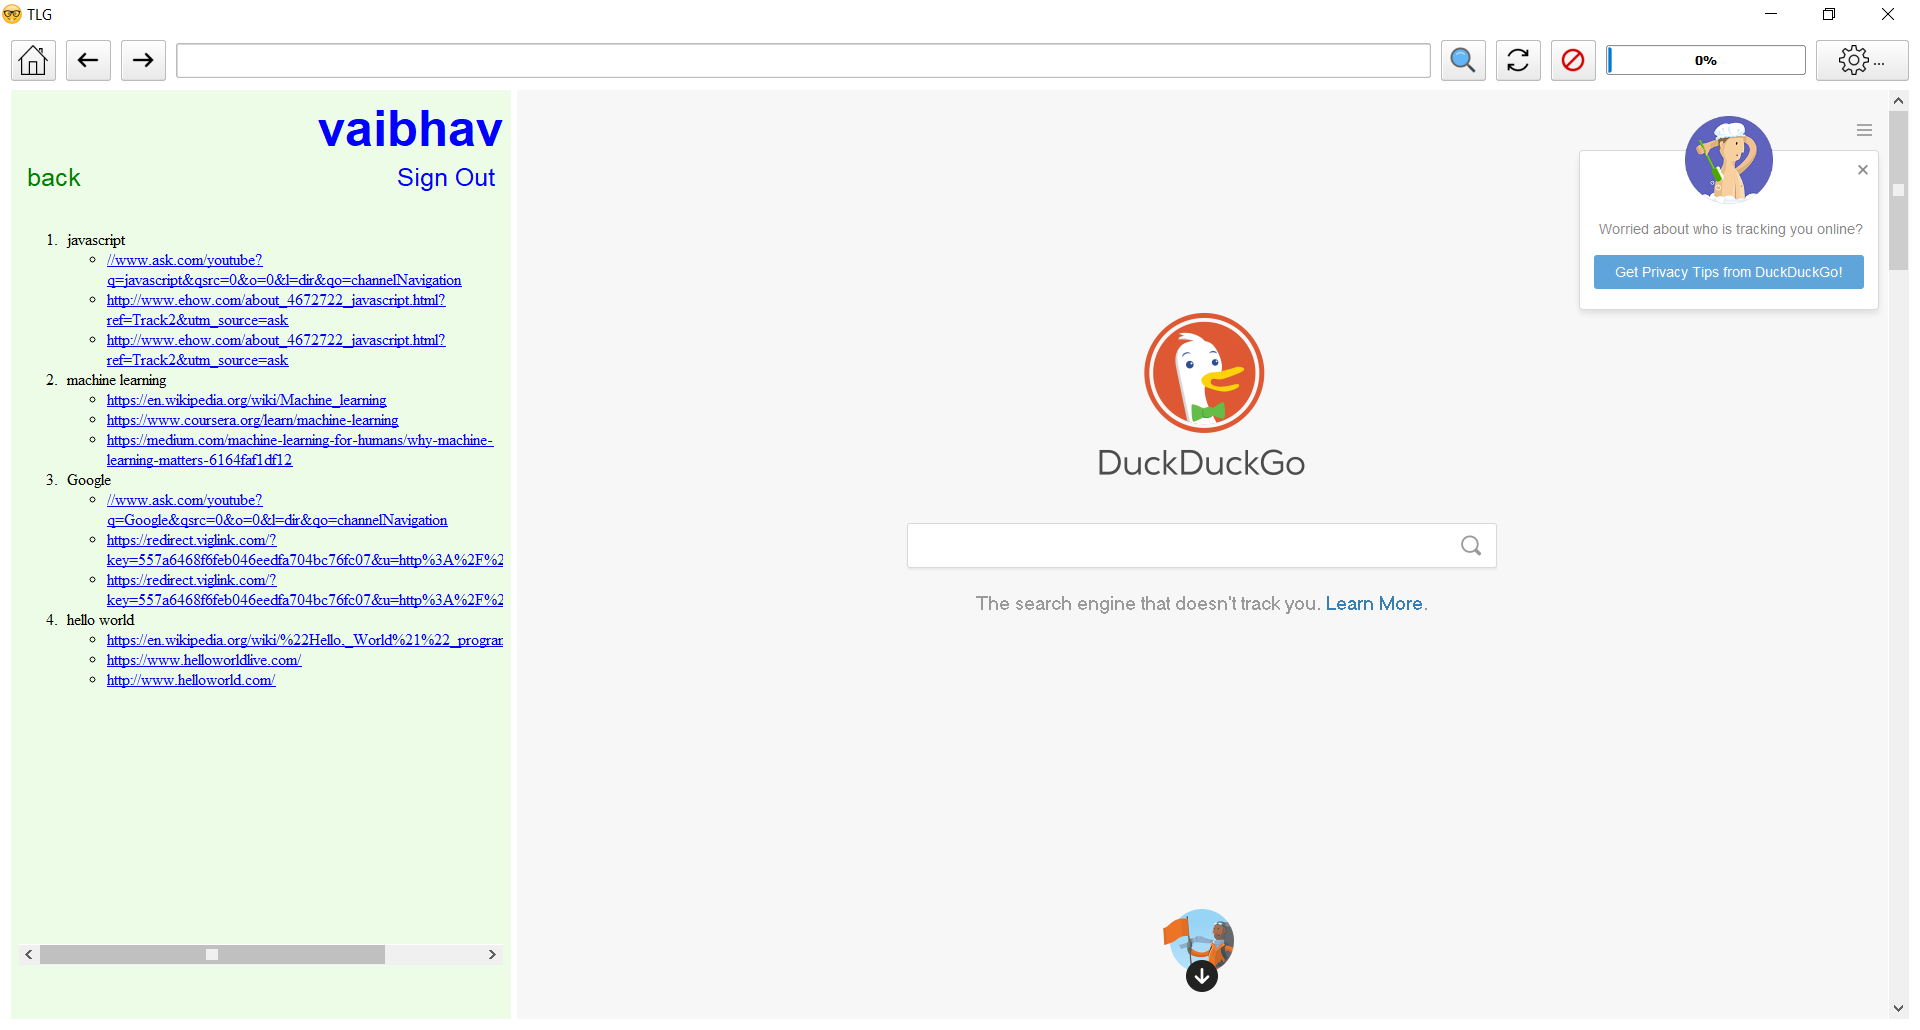 TLG
0%
...
vaibhav
back
Sign Out
1. javascript
//www.ask.com/youtube?
q=javascript&qsrc=0&o=0&l=dir&qo=channelNavigation
http://www.ehow.com/about_4672722_javascript.html?
ref=Track2&utm_source=ask
http://www.ehow.com/about_4672722_javascript.html?
ref=Track2&utm_source=ask
2. machine learning
https://en.wikipedia.org/wiki/Machine_learning
https://www.coursera.org/learn/machine-learning
https://medium.com/machine-learning-for-humans/why-machine-
learning-matters-6164faf1df12
3. Google
//www.ask.com/youtube?
q=Google&qsrc=0&o=0&l=dir&qo=channelNavigation
https://redirect.viglink.com/?
key=557a6468f6feb046eedfa704bc76fc07&u=http%3A%2F%2
https://redirect.viglink.com/?
key=557a6468f6feb046eedfa704bc76fc07&u=http%3A%2F%2
4. hello world
https://en.wikipedia.org/wiki/%22Hello,_World%21%22_program
https://www.helloworldlive.com/
http://www.helloworld.com/
Worried about who is tracking you online?
Get Privacy Tips from DuckDuckGo!
DuckDuckGo
The search engine that doesn't track you. Learn More.